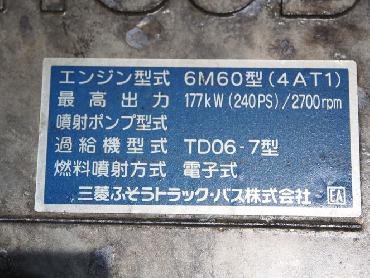 エンジン型式 6M60型(4AT1)
最高出力 177kW(240PS)/2700rpm
噴射ポンプ型式
過給機型式 TD06-7型
燃料噴射方式 電子式
三菱ふそうトラック・バス株式会社 EA